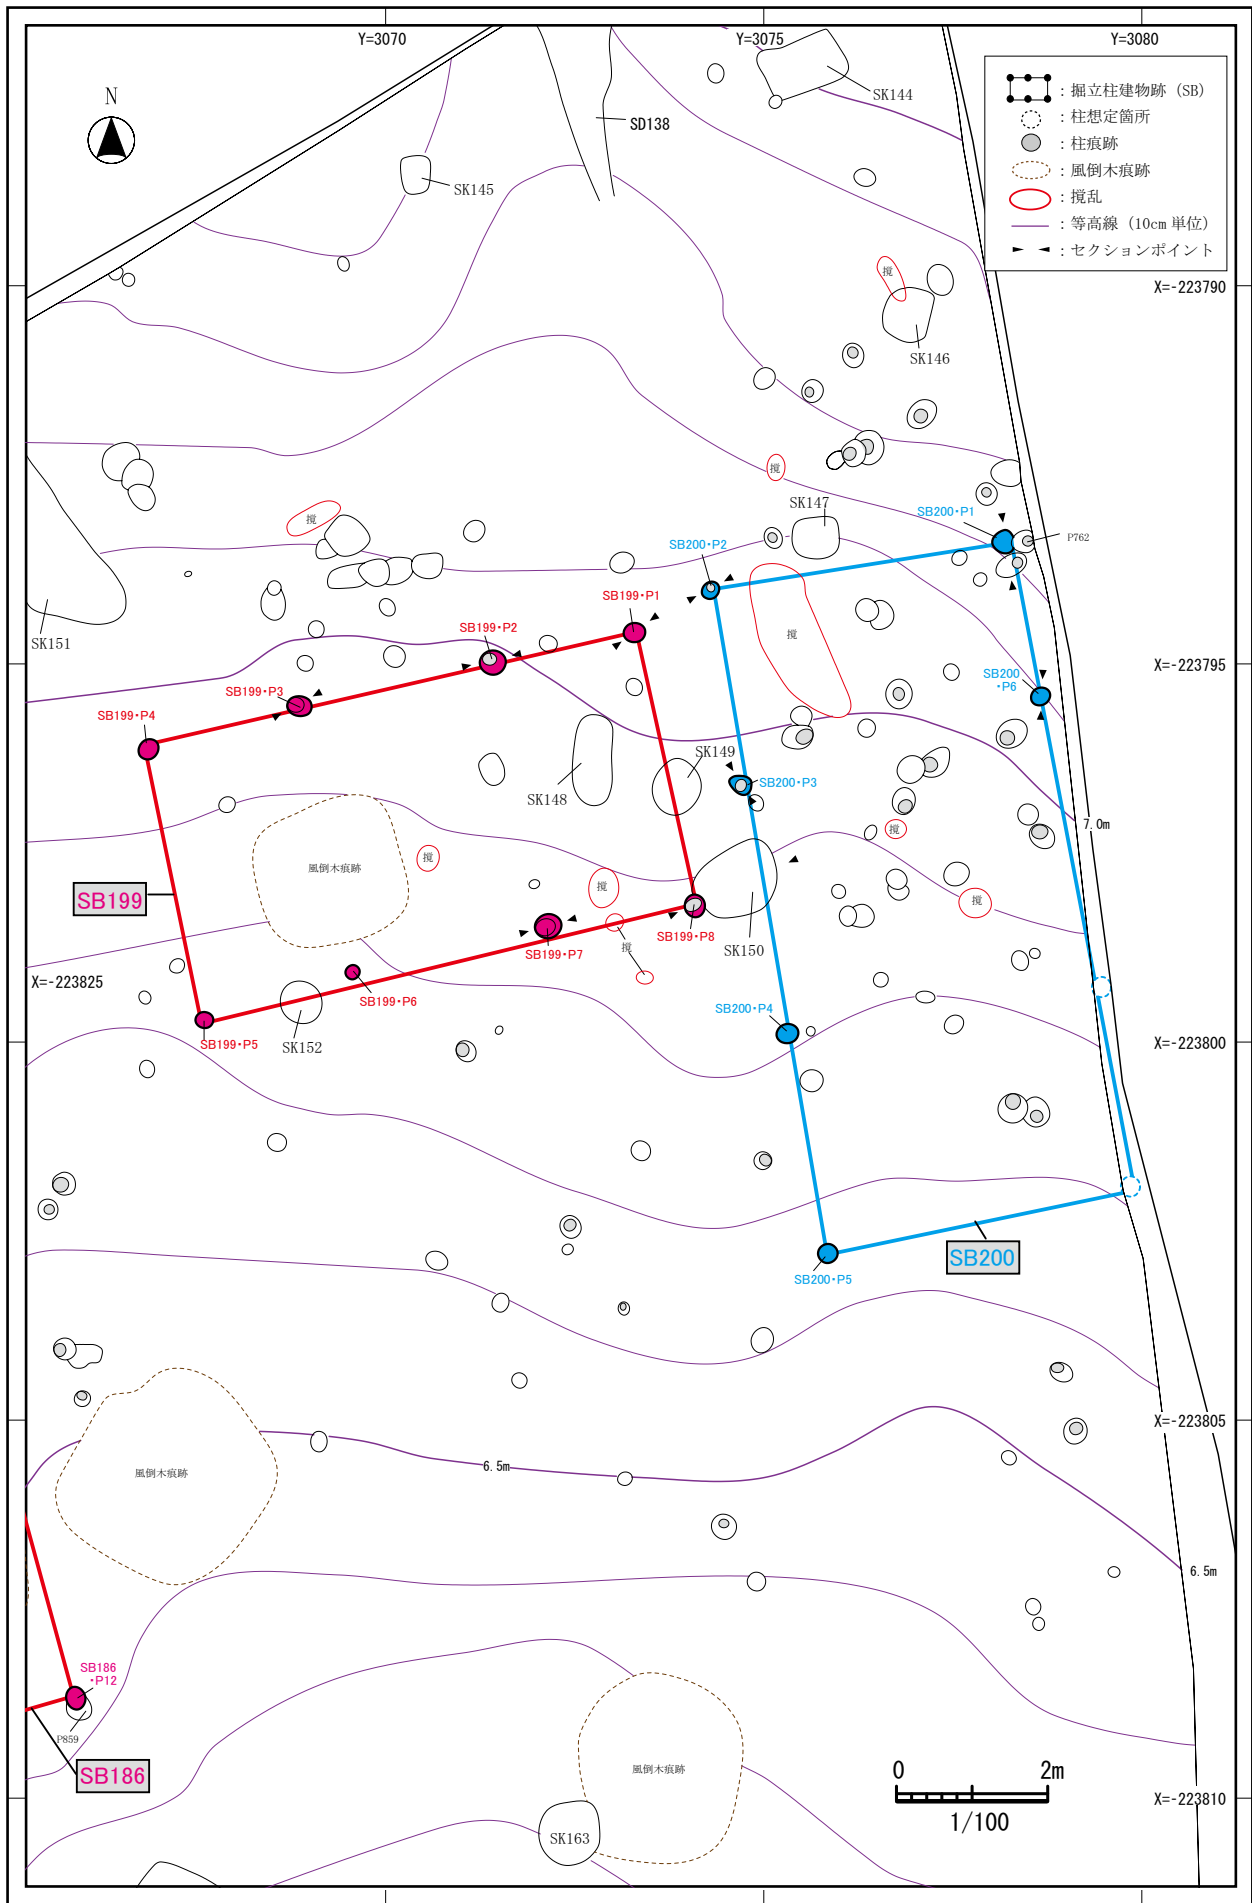 Y=3070
Y=3075
Y=3080
N
SK144
SD138
SK145
：掘立柱建物跡（SB）
：柱想定箇所
：柱痕跡
：風倒木痕跡
：撹乱
：等高線（10cm 単位）
：セクションポイント
撹
X=-223790
SK146
撹
SK147
SB200・P1
P762
撹
SB200・P2
SB199・P1
SK151
SB199・P2
撹
SB199・P3
SB200
・P6
SB199・P4
SK149
SB200・P3
X=-223795
SK148
7.0m
撹
撹
風倒木痕跡
撹
SB199
撹
SB199・P8
SK150
SB199・P7
撹
X=-223825
SB199・P6
SB200・P4
SB199・P5
SK152
X=-223800
SB200
SB200・P5
X=-223805
6.5m
風倒木痕跡
6.5m
SB186
・P12
P859
SB186
風倒木痕跡
0
2m
1/100
X=-223810
SK163